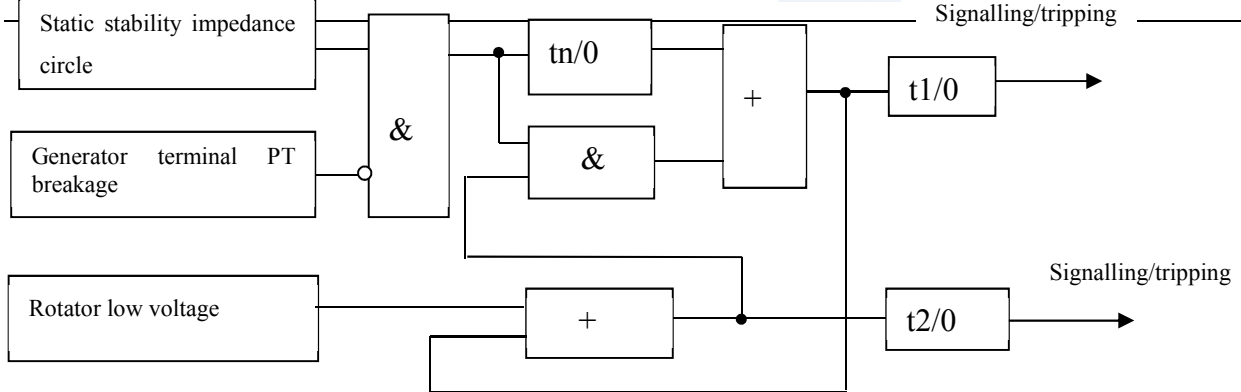 Static stability impedance
circle
Signalling/tripping
tn/0
+
t1/0
&
Generator terminal PT
breakage
&
Rotator low voltage
+
t2/0
Signalling/tripping